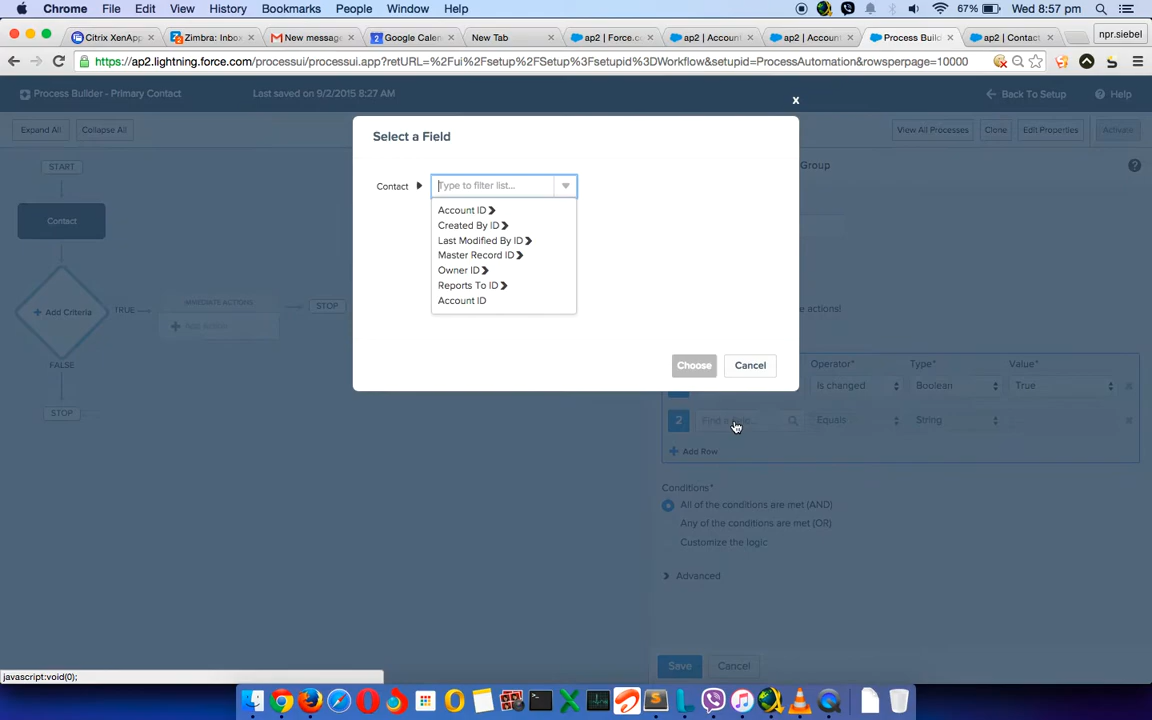 Chrome File Edit View History Bookmarks People Window Help 67% Wed 8:57 pm
Citrix XenApp Zimbra: Inbox New message Google Calen New Tab ap2 | Force.c ap2 | Account ap2 | Account Process Buil ap2 | Contact npr.siebel
https://ap2.lightning.force.com/processui/processui.app?retURL=%2Fui%2Fsetup%2FSetup%3Fsetupid%3DWorkflow&setupid=ProcessAutomation&rowsperpage=10000
Process Builder - Primary Contact Last saved on 9/2/2015 8:27 AM Back To Setup Help
Expand All Collapse All View All Processes Clone Edit Properties Activate
x
Select a Field
START
Group
Contact
Contact Type to filter list...
Account ID
Created By ID
Last Modified By ID
Master Record ID
Owner ID
Reports To ID
Account ID
Add Criteria TRUE IMMEDIATE ACTIONS STOP
Add Action
actions!
FALSE
STOP
Choose Cancel
Operator* Type* Value*
Is changed Boolean True
2 Equals String
Add Row
Conditions*
All of the conditions are met (AND)
Any of the conditions are met (OR)
Customize the logic
Advanced
Save Cancel
javascript:void(0);